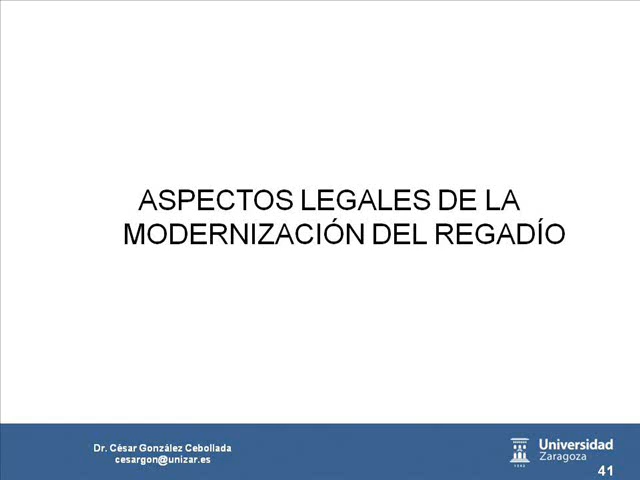 ASPECTOS LEGALES DE LA
MODERNIZACIÓN DEL REGADÍO
Dr. César González Cebollada
cesargon@unizar.es
Universidad
Zaragoza
41